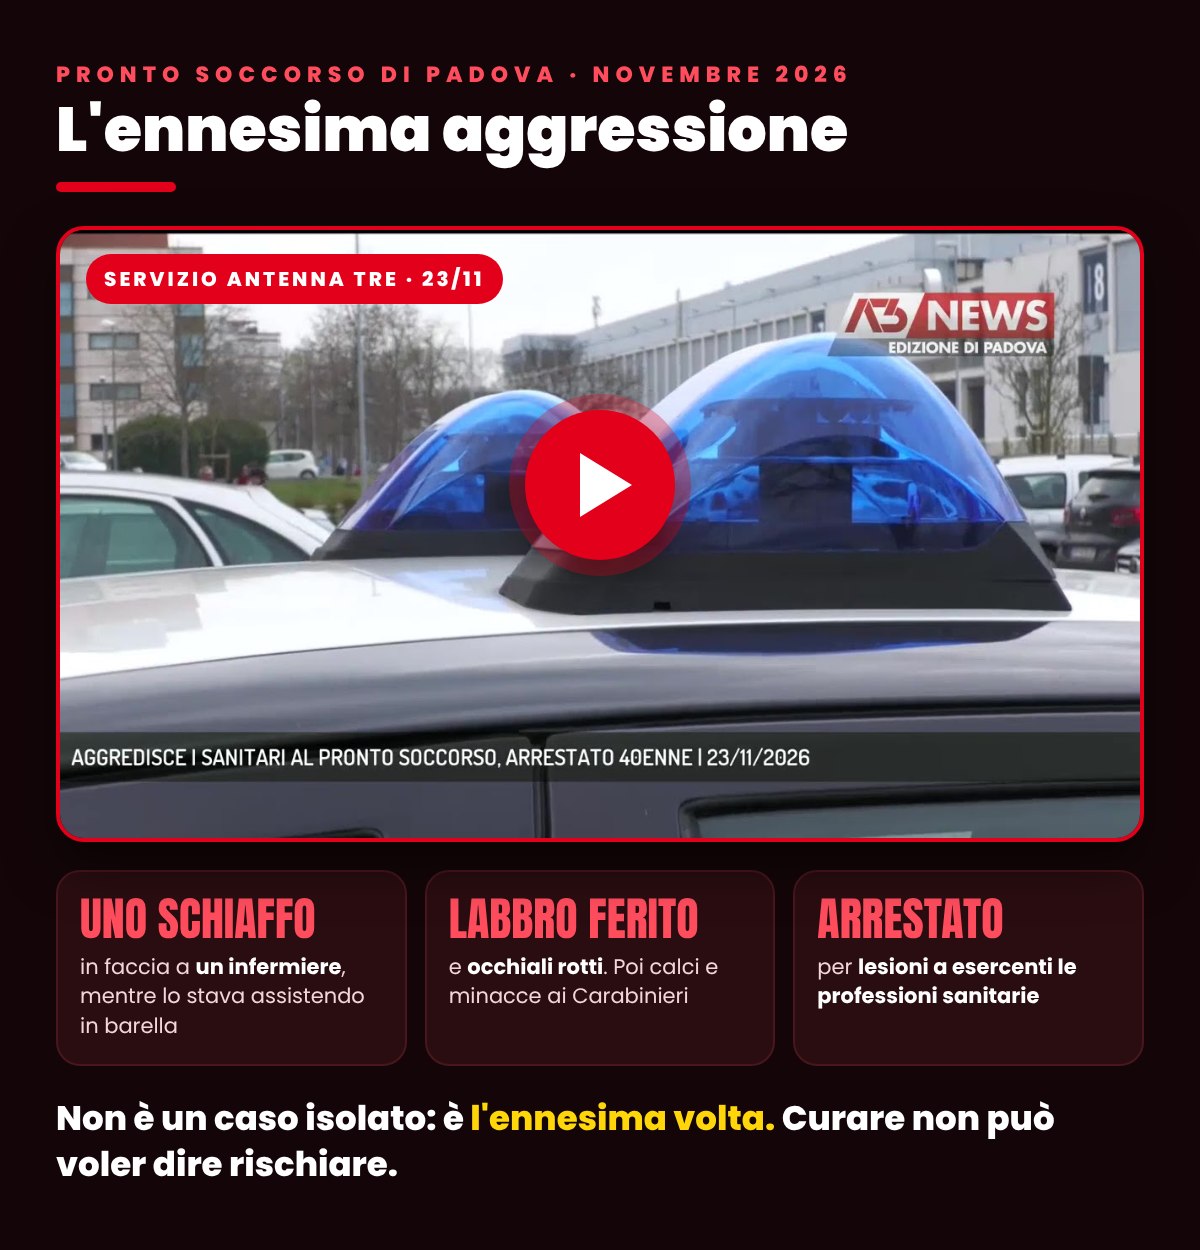 PRONTO SOCCORSO DI PADOVA · NOVEMBRE 2026
L'ennesima aggressione
SERVIZIO ANTENNA TRE · 23/11
A3 NEWS
EDIZIONE DI PADOVA
8
AGGREDISCE I SANITARI AL PRONTO SOCCORSO, ARRESTATO 40ENNE | 23/11/2026
UNO SCHIAFFO
in faccia a un infermiere,
mentre lo stava assistendo
in barella
LABBRO FERITO
e occhiali rotti. Poi calci e
minacce ai Carabinieri
ARRESTATO
per lesioni a esercenti le
professioni sanitarie
Non è un caso isolato: è l'ennesima volta. Curare non può
voler dire rischiare.